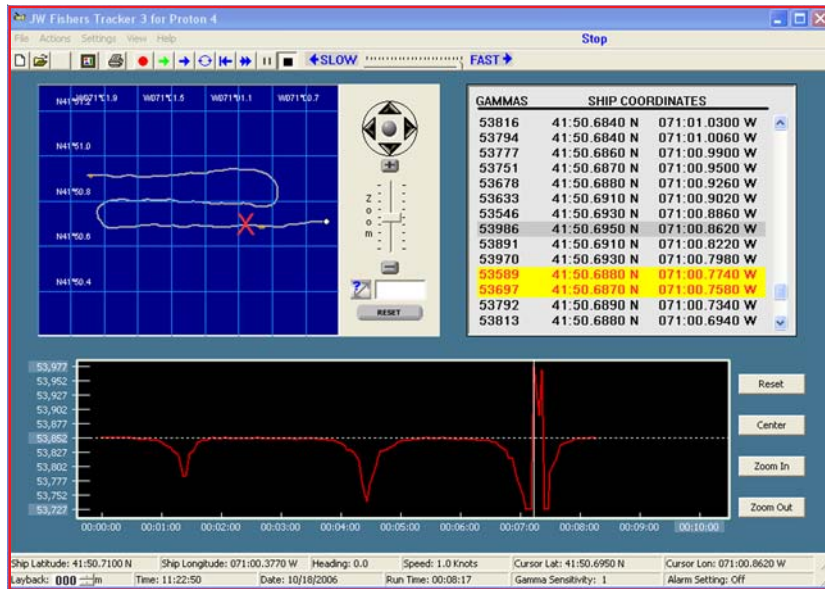 JW Fishers Tracker 3 for Proton 4
File Actions Settings View Help
Stop
SLOW FAST
W071°01.9 W071°01.5 W071°01.1 W071°00.7
N41°51.2
N41°51.0
N41°50.8
N41°50.6
N41°50.4
+
zoom
-
?
RESET
GAMMAS SHIP COORDINATES
53816 41:50.6840 N 071:01.0300 W
53794 41:50.6840 N 071:01.0060 W
53777 41:50.6860 N 071:00.9900 W
53751 41:50.6870 N 071:00.9500 W
53678 41:50.6880 N 071:00.9260 W
53633 41:50.6910 N 071:00.9020 W
53546 41:50.6930 N 071:00.8860 W
53986 41:50.6950 N 071:00.8620 W
53891 41:50.6910 N 071:00.8220 W
53970 41:50.6930 N 071:00.7980 W
53589 41:50.6880 N 071:00.7740 W
53697 41:50.6870 N 071:00.7580 W
53792 41:50.6890 N 071:00.7340 W
53813 41:50.6880 N 071:00.6940 W
53,977
53,952
53,927
53,902
53,877
53,852
53,827
53,802
53,777
53,752
53,727
00:00:00 00:01:00 00:02:00 00:03:00 00:04:00 00:05:00 00:06:00 00:07:00 00:08:00 00:09:00 00:10:00
Reset
Center
Zoom In
Zoom Out
Ship Latitude: 41:50.7100 N Ship Longitude: 071:00.3770 W Heading: 0.0 Speed: 1.0 Knots Cursor Lat: 41:50.6950 N Cursor Lon: 071:00.8620 W
Layback: 000 m Time: 11:22:50 Date: 10/18/2006 Run Time: 00:08:17 Gamma Sensitivity: 1 Alarm Setting: Off